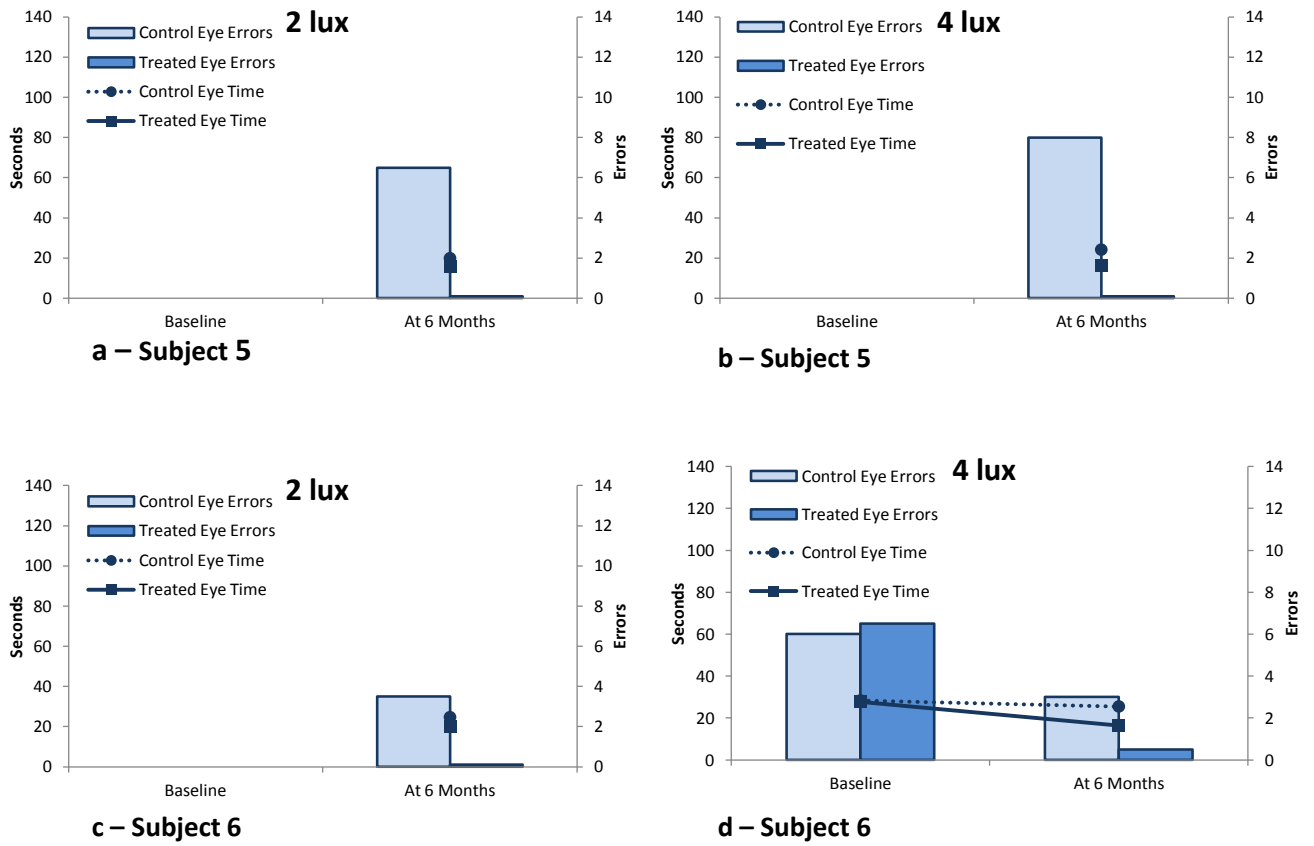 2 lux
140
120
100
80
60
40
20
0
Seconds
Control Eye Errors
Treated Eye Errors
Control Eye Time
Treated Eye Time
14
12
10
8
6
4
2
0
Errors
Baseline
At 6 Months
a – Subject 5
4 lux
140
120
100
80
60
40
20
0
Seconds
Control Eye Errors
Treated Eye Errors
Control Eye Time
Treated Eye Time
14
12
10
8
6
4
2
0
Errors
Baseline
At 6 Months
b – Subject 5
2 lux
140
120
100
80
60
40
20
0
Seconds
Control Eye Errors
Treated Eye Errors
Control Eye Time
Treated Eye Time
14
12
10
8
6
4
2
0
Errors
Baseline
At 6 Months
c – Subject 6
4 lux
140
120
100
80
60
40
20
0
Seconds
Control Eye Errors
Treated Eye Errors
Control Eye Time
Treated Eye Time
14
12
10
8
6
4
2
0
Errors
Baseline
At 6 Months
d – Subject 6